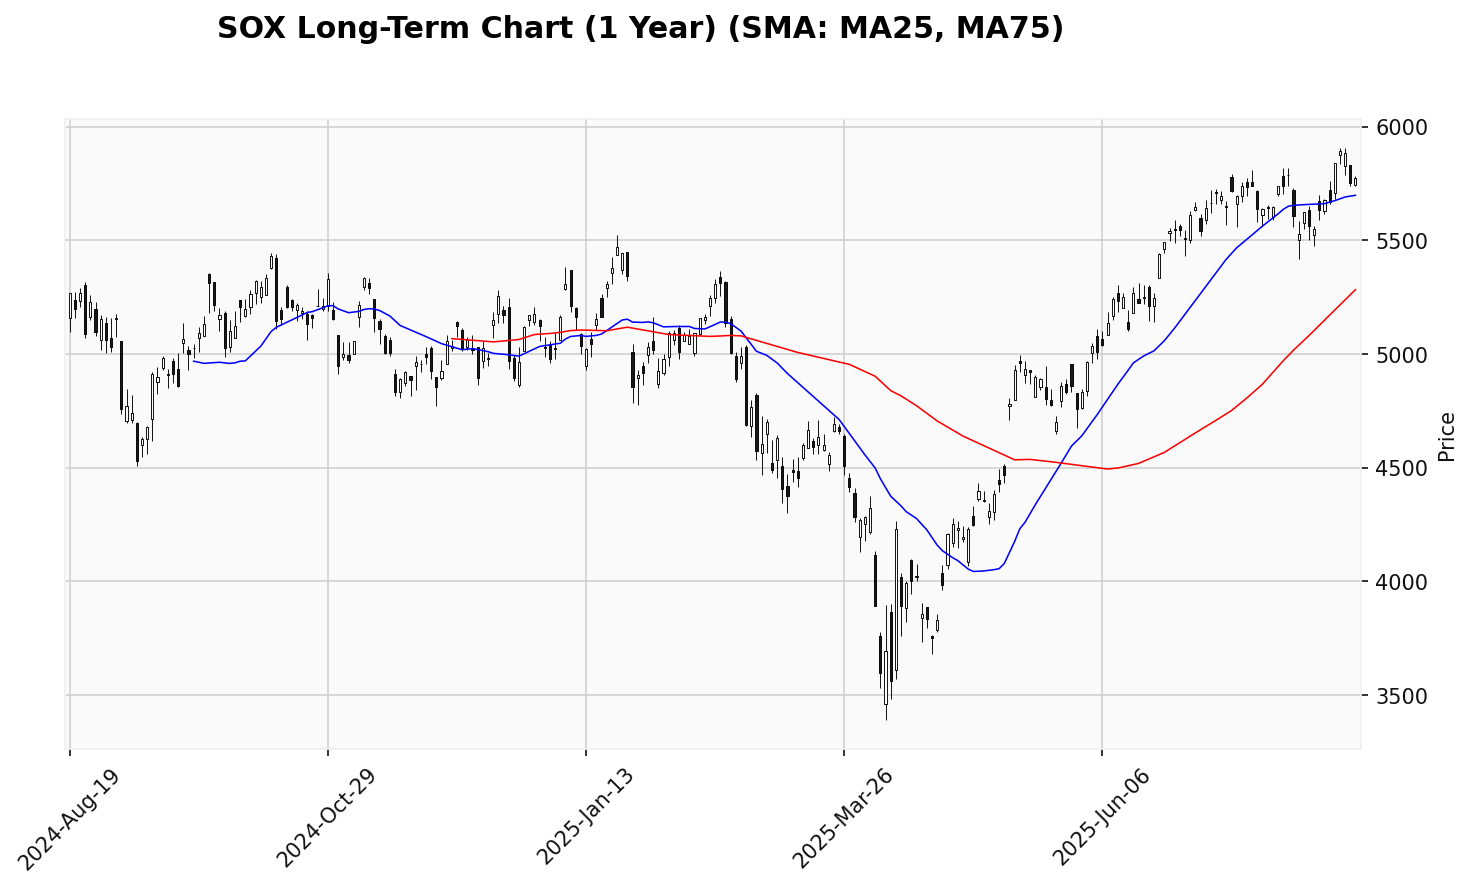 SOX Long-Term Chart (1 Year) (SMA: MA25, MA75)
6000
5500
5000
4500
4000
3500
Price
2024-Aug-19
2024-Oct-29
2025-Jan-13
2025-Mar-26
2025-Jun-06